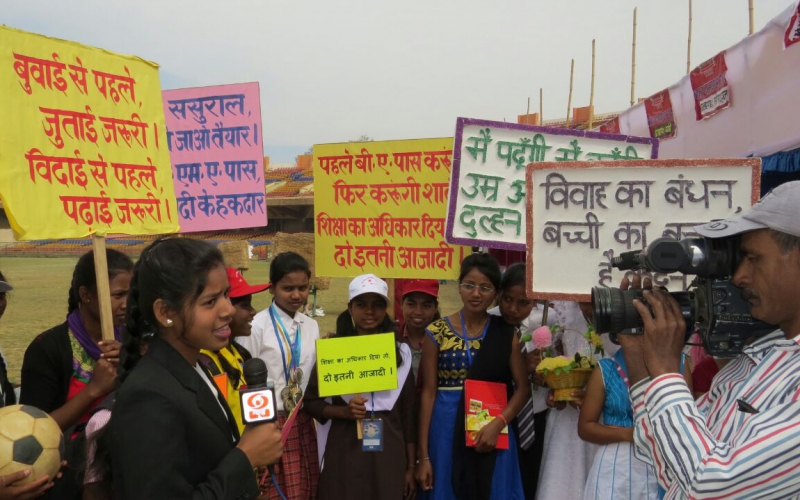 बुवाई से पहले,
जुताई जरूरी।
विदाई से पहले,
पढ़ाई जरूरी।
ससुराल,
जाओ तैयार।
एम.ए. पास,
के हकदार
पहले बी.ए. पास करू
फिर करूंगी
शिक्षा का अधिकार दिया
दो इतनी आजादी
मैं पढ़ूँगी मैं
उम्र
दुल्हन
विवाह का बंधन,
बच्ची का
शिक्षा का अधिकार दिया जो,
दो इतनी आजादी !